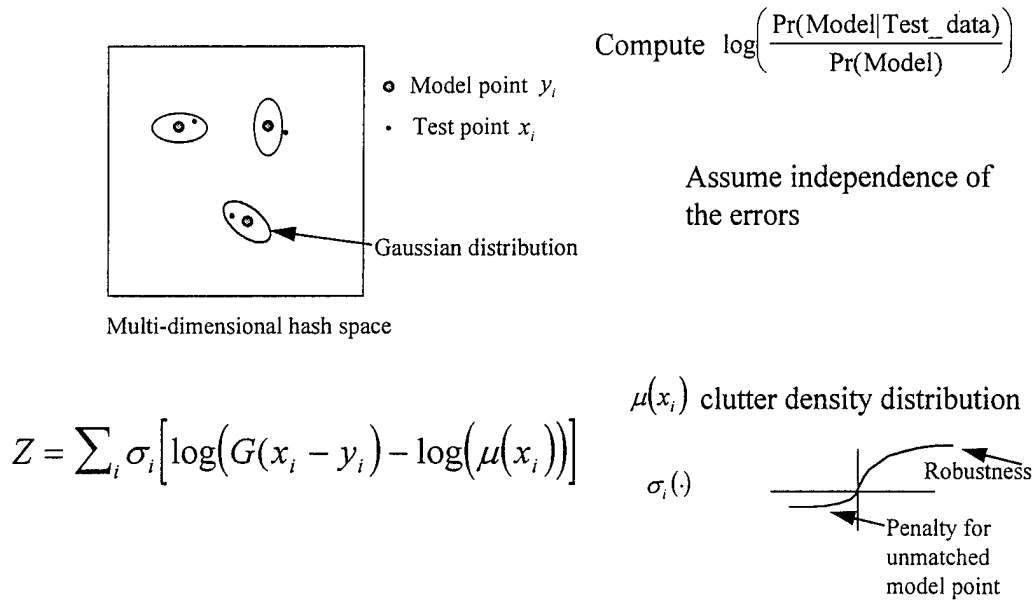 Compute log(Pr(Model|Test_data) / Pr(Model))
Model point y_i
Test point x_i
Assume independence of
the errors
Gaussian distribution
Multi-dimensional hash space
Z = ∑_i σ_i[log(G(x_i − y_i) − log(μ(x_i))]
μ(x_i) clutter density distribution
σ_i(·)
Robustness
Penalty for
unmatched
model point